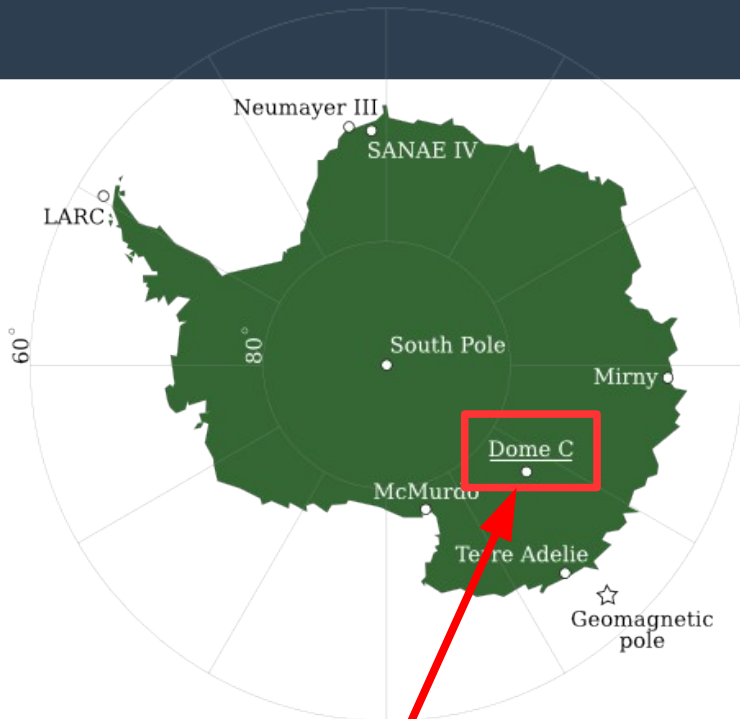 Neumayer III
SANAE IV
LARC
60°
80°
South Pole
Mirny
Dome C
McMurdo
Terre Adelie
Geomagnetic
pole